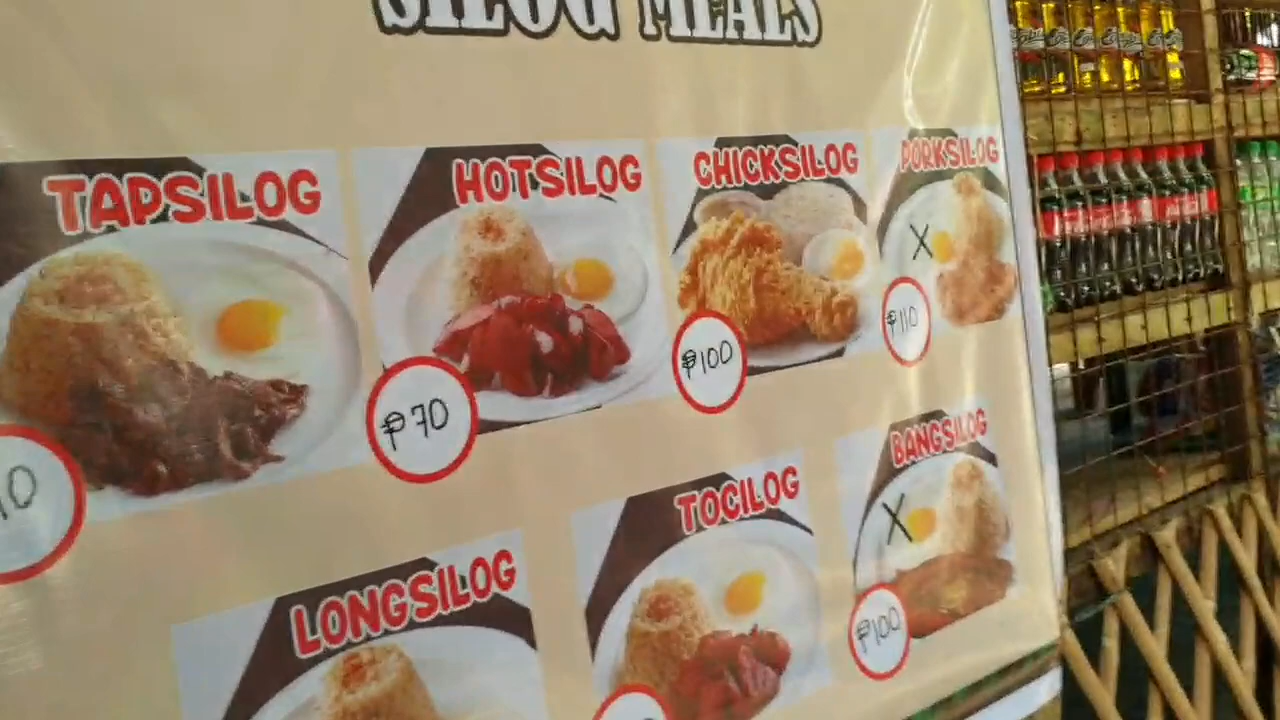 SILOG MEALS
TAPSILOG
HOTSILOG
₱70
CHICKSILOG
₱100
PORKSILOG
X
₱110
LONGSILOG
TOCILOG
BANGSILOG
X
₱100